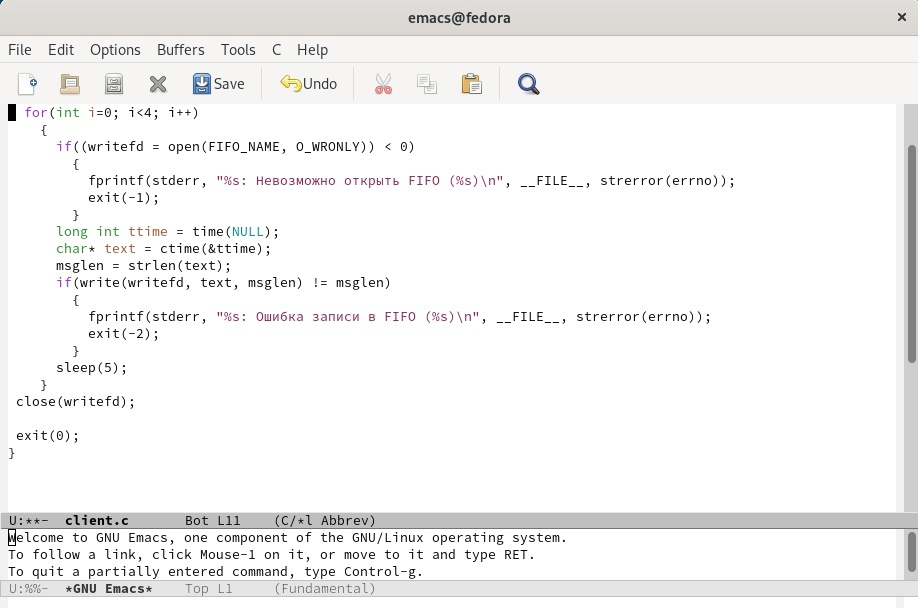 emacs@fedora
File Edit Options Buffers Tools C Help
Save Undo
for(int i=0; i<4; i++)
{
if((writefd = open(FIFO_NAME, O_WRONLY)) < 0)
{
fprintf(stderr, "%s: Невозможно открыть FIFO (%s)\n", __FILE__, strerror(errno));
exit(-1);
}
long int ttime = time(NULL);
char* text = ctime(&ttime);
msglen = strlen(text);
if(write(writefd, text, msglen) != msglen)
{
fprintf(stderr, "%s: Ошибка записи в FIFO (%s)\n", __FILE__, strerror(errno));
exit(-2);
}
sleep(5);
}
close(writefd);
exit(0);
}
U:**- client.c Bot L11 (C/*l Abbrev)
Welcome to GNU Emacs, one component of the GNU/Linux operating system.
To follow a link, click Mouse-1 on it, or move to it and type RET.
To quit a partially entered command, type Control-g.
U:%%- *GNU Emacs* Top L1 (Fundamental)